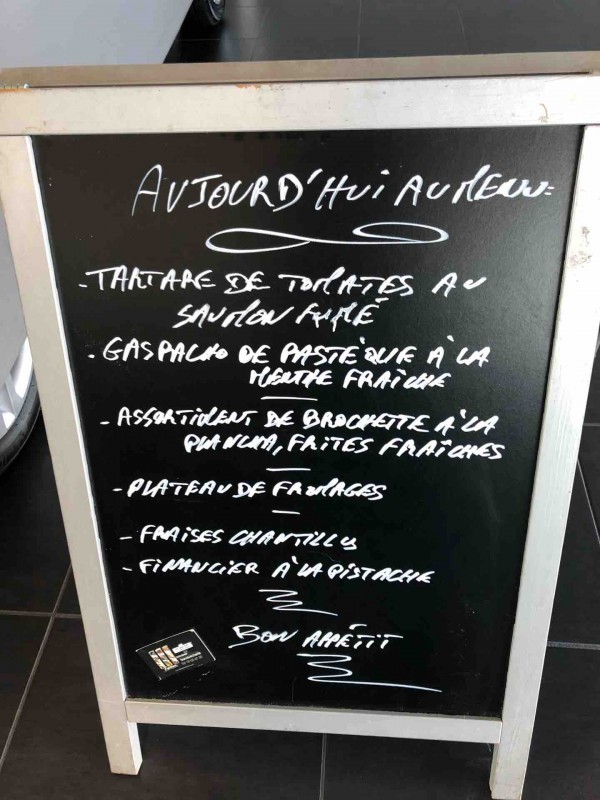 AUJOURD'HUI AU MENU:
- TARTARE DE TOMATES AU
SAUMON FUMÉ
- GASPACHO DE PASTÈQUE À LA
MENTHE FRAÎCHE
- ASSORTIMENT DE BROCHETTE À LA
PLANCHA, FRITES FRAÎCHES
- PLATEAU DE FROMAGES
- FRAISES CHANTILLY
- FINANCIER À LA PISTACHE
BON APPÉTIT